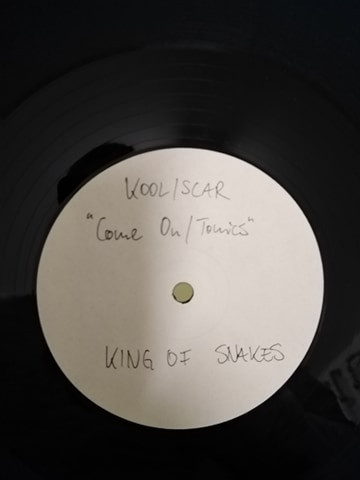 KOOL/SCAR
"Come On/Tonics"
KING OF SNAKES